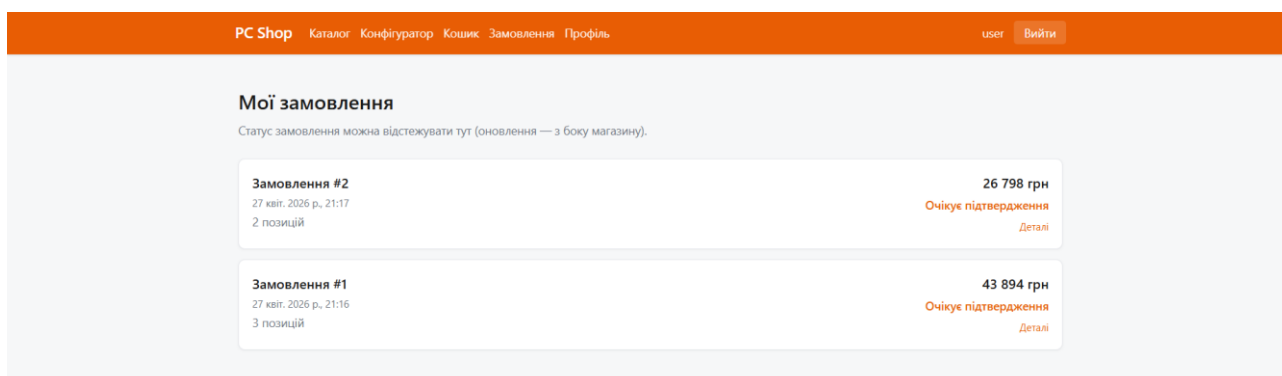 PC Shop Каталог Конфігуратор Кошик Замовлення Профіль user Вийти
Мої замовлення
Статус замовлення можна відстежувати тут (оновлення — з боку магазину).
Замовлення #2 26 798 грн
27 квіт. 2026 р., 21:17 Очікує підтвердження
2 позицій Деталі
Замовлення #1 43 894 грн
27 квіт. 2026 р., 21:16 Очікує підтвердження
3 позицій Деталі